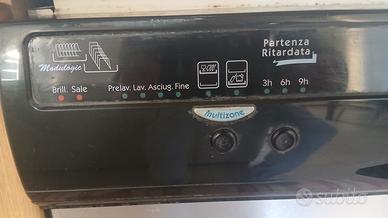 Partenza
Ritardata
Modulogic
Brill. Sale
Prelav. Lav. Asciug. Fine
3h 6h 9h
multizone
subito